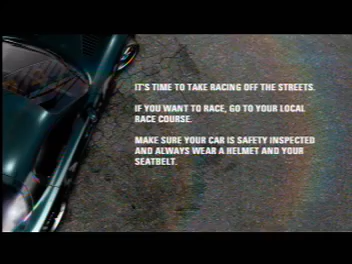 IT'S TIME TO TAKE RACING OFF THE STREETS.
IF YOU WANT TO RACE, GO TO YOUR LOCAL
RACE COURSE.
MAKE SURE YOUR CAR IS SAFETY INSPECTED
AND ALWAYS WEAR A HELMET AND YOUR
SEATBELT.